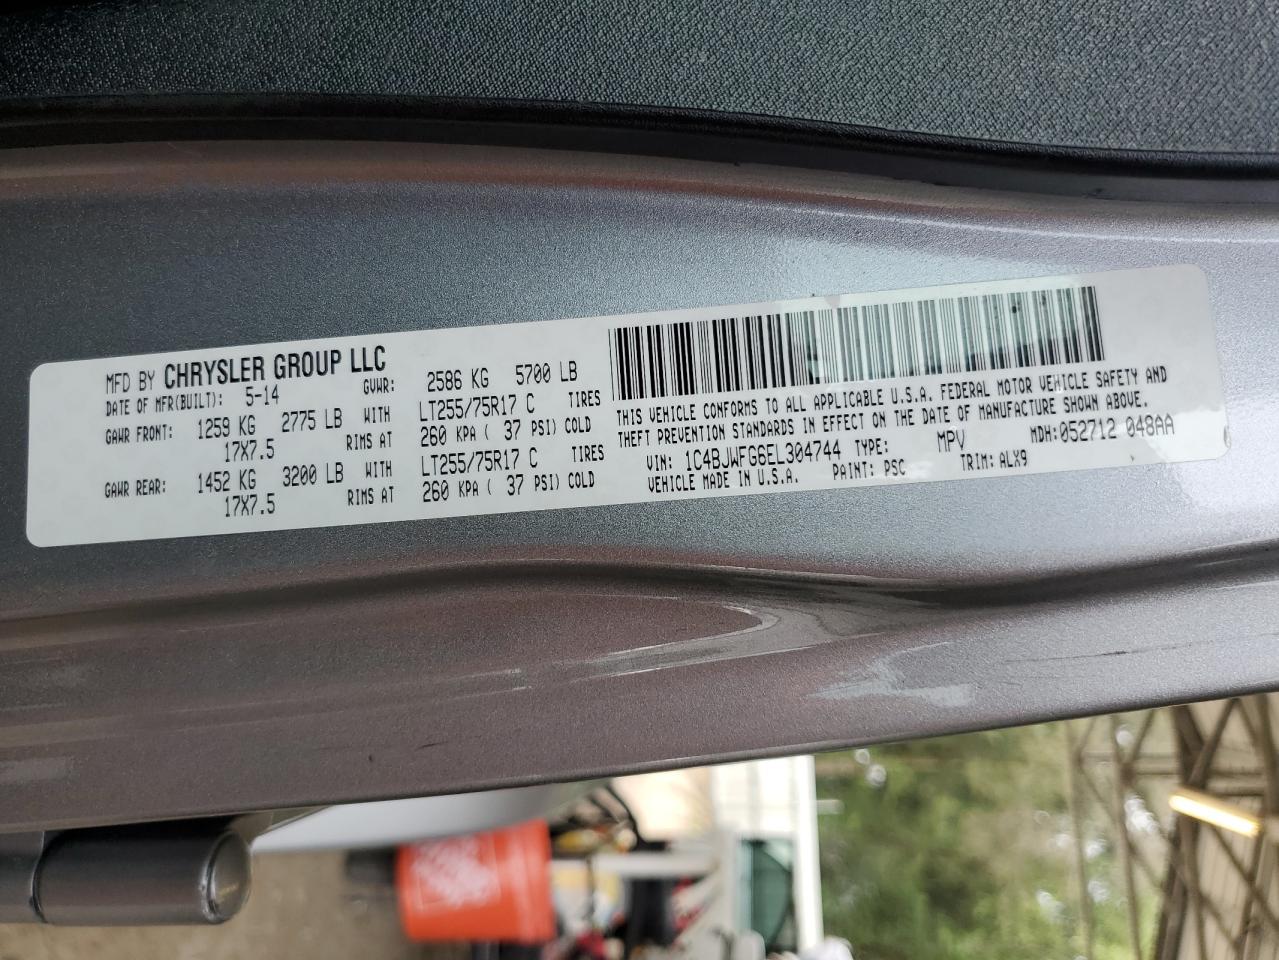 MFD BY CHRYSLER GROUP LLC
DATE OF MFR(BUILT): 5-14 GVWR: 2586 KG 5700 LB
GAWR FRONT: 1259 KG 2775 LB WITH LT255/75R17 C TIRES
17X7.5 RIMS AT 260 KPA ( 37 PSI) COLD
GAWR REAR: 1452 KG 3200 LB WITH LT255/75R17 C TIRES
17X7.5 RIMS AT 260 KPA ( 37 PSI) COLD
THIS VEHICLE CONFORMS TO ALL APPLICABLE U.S.A. FEDERAL MOTOR VEHICLE SAFETY AND
THEFT PREVENTION STANDARDS IN EFFECT ON THE DATE OF MANUFACTURE SHOWN ABOVE.
VIN: 1C4BJWFG6EL304744 TYPE: MPV MDH:052712 048AA
VEHICLE MADE IN U.S.A. PAINT: PSC TRIM: ALX9